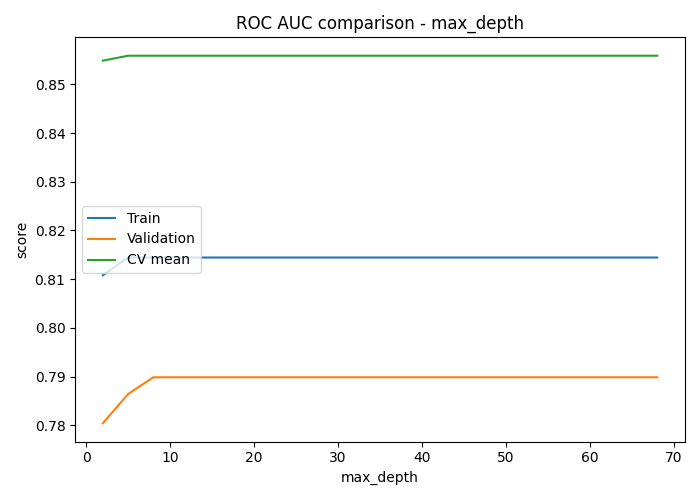 ROC AUC comparison - max_depth
score
0.85
0.84
0.83
0.82
0.81
0.80
0.79
0.78
Train
Validation
CV mean
0 10 20 30 40 50 60 70
max_depth